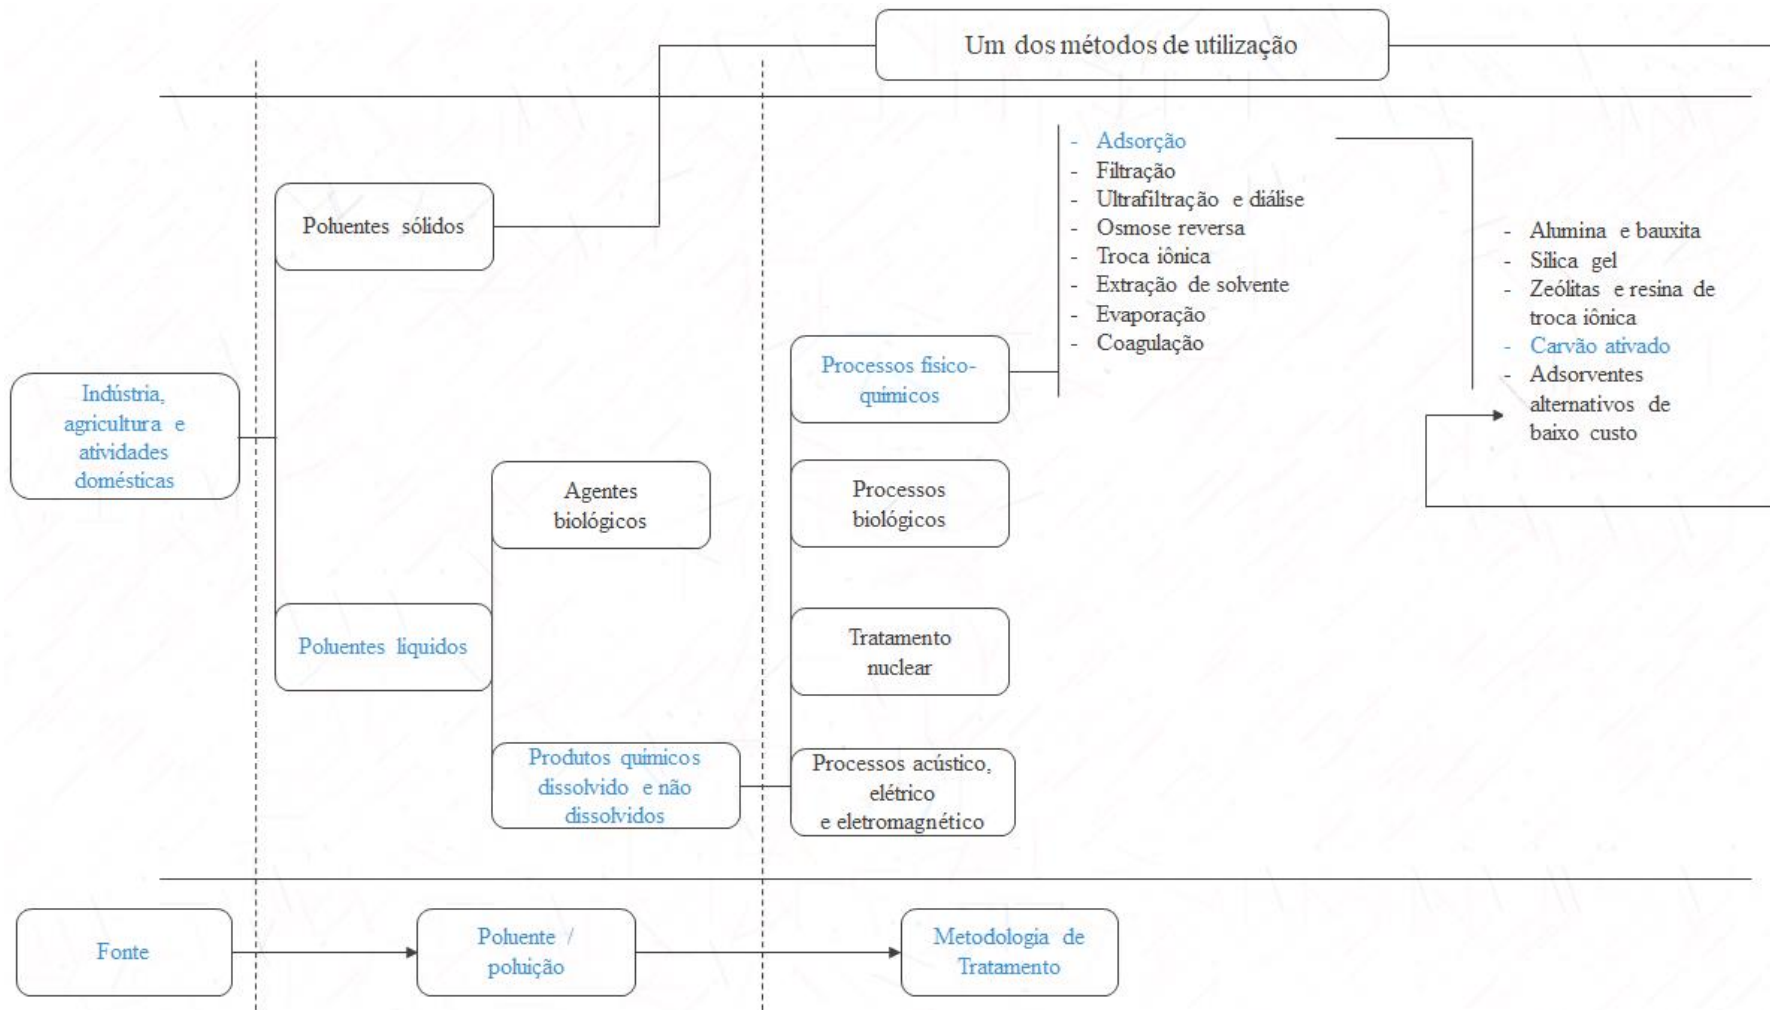 Um dos métodos de utilização
- Adsorção
- Filtração
- Ultrafiltração e diálise
- Osmose reversa
- Troca iônica
- Extração de solvente
- Evaporação
- Coagulação
Poluentes sólidos
- Alumina e bauxita
- Sílica gel
- Zeólitas e resina de
troca iônica
- Carvão ativado
- Adsorventes
alternativos de
baixo custo
Processos físico-
químicos
Indústria,
agricultura e
atividades
domésticas
Agentes
biológicos
Processos
biológicos
Poluentes liquidos
Tratamento
nuclear
Produtos químicos
dissolvido e não
dissolvidos
Processos acústico,
elétrico
e eletromagnético
Fonte
Poluente /
poluição
Metodologia de
Tratamento